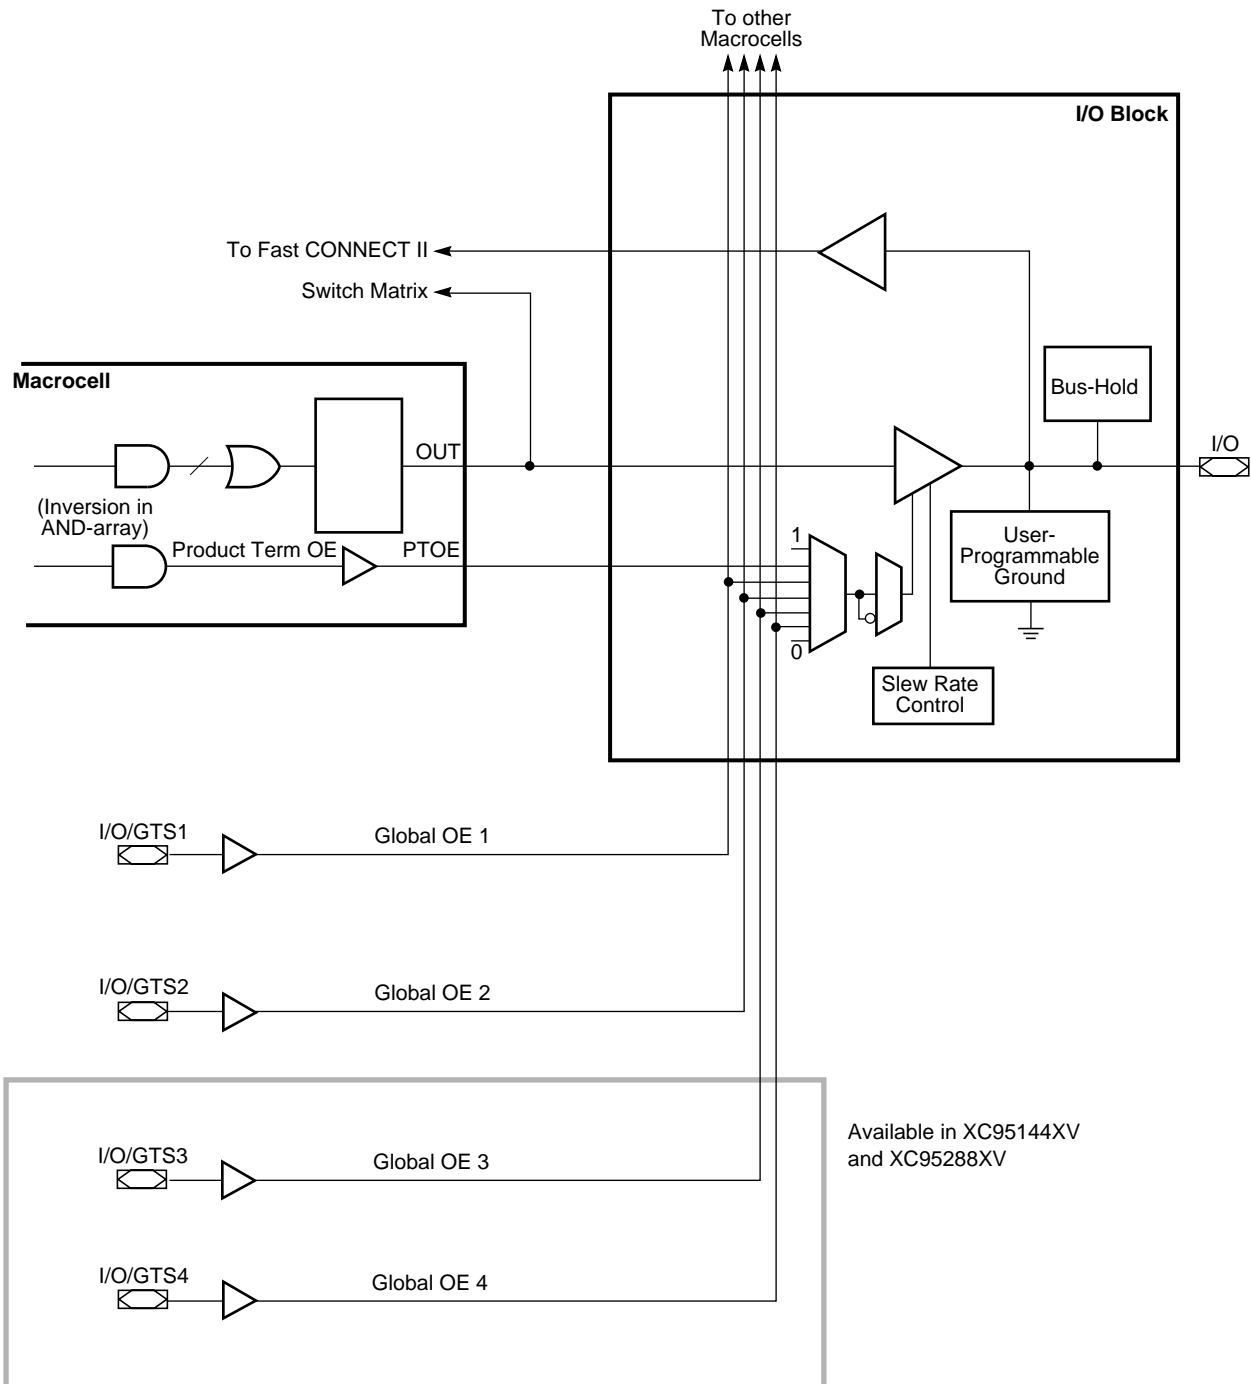 To other
Macrocells
I/O Block
To Fast CONNECT II
Switch Matrix
Macrocell
Bus-Hold
OUT
I/O
(Inversion in
AND-array)
Product Term OE
PTOE
1
User-
Programmable
Ground
0
Slew Rate
Control
I/O/GTS1
Global OE 1
I/O/GTS2
Global OE 2
Available in XC95144XV
and XC95288XV
I/O/GTS3
Global OE 3
I/O/GTS4
Global OE 4